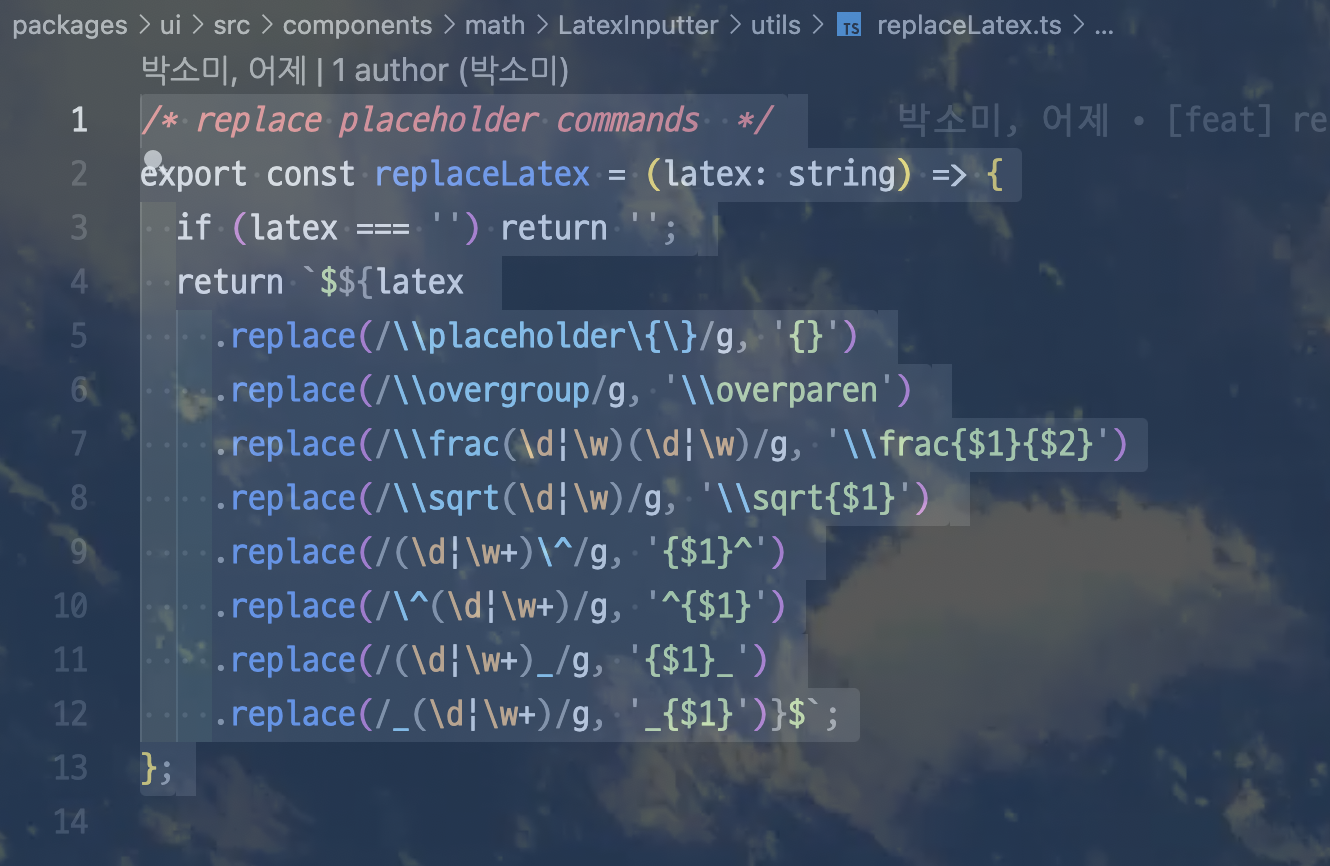 packages > ui > src > components > math > LatexInputter > utils > TS replaceLatex.ts > ...
박소미, 어제 | 1 author (박소미)
1 /* replace placeholder commands  */ 박소미, 어제 • [feat] re
2 export const replaceLatex = (latex: string) => {
3   if (latex === '') return '';
4   return `$${latex
5     .replace(/\\placeholder\{\}/g, '{}')
6     .replace(/\\overgroup/g, '\\overparen')
7     .replace(/\\frac(\d|\w)(\d|\w)/g, '\\frac{$1}{$2}')
8     .replace(/\\sqrt(\d|\w)/g, '\\sqrt{$1}')
9     .replace(/(\d|\w+)\^/g, '{$1}^')
10     .replace(/\^(\d|\w+)/g, '^{$1}')
11     .replace(/(\d|\w+)_/g, '{$1}_')
12     .replace(/_(\d|\w+)/g, '_{$1}')}$`;
13 };
14